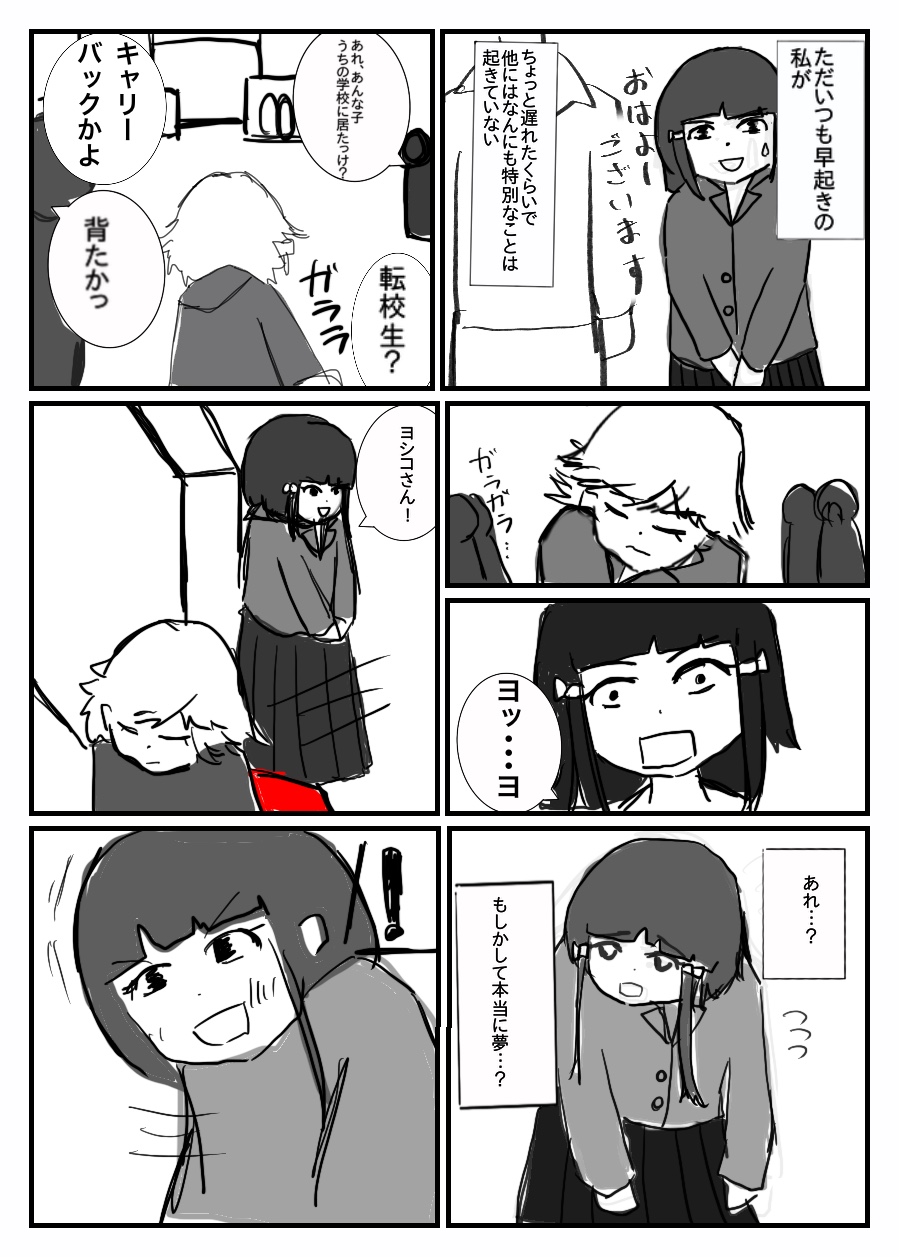 ただいつも早起きの
私が
おはよー
ございます
ちょっと遅れたくらいで
他にはなんにも特別なことは
起きていない
あれ、あんな子
うちの学校に居たっけ?
転校生?
ガララ
キャリー
バックかよ
背たかっ
ガラガラ…
ヨッ・・・ヨ
ヨシコさん!
あれ…?
もしかして本当に夢…?
!